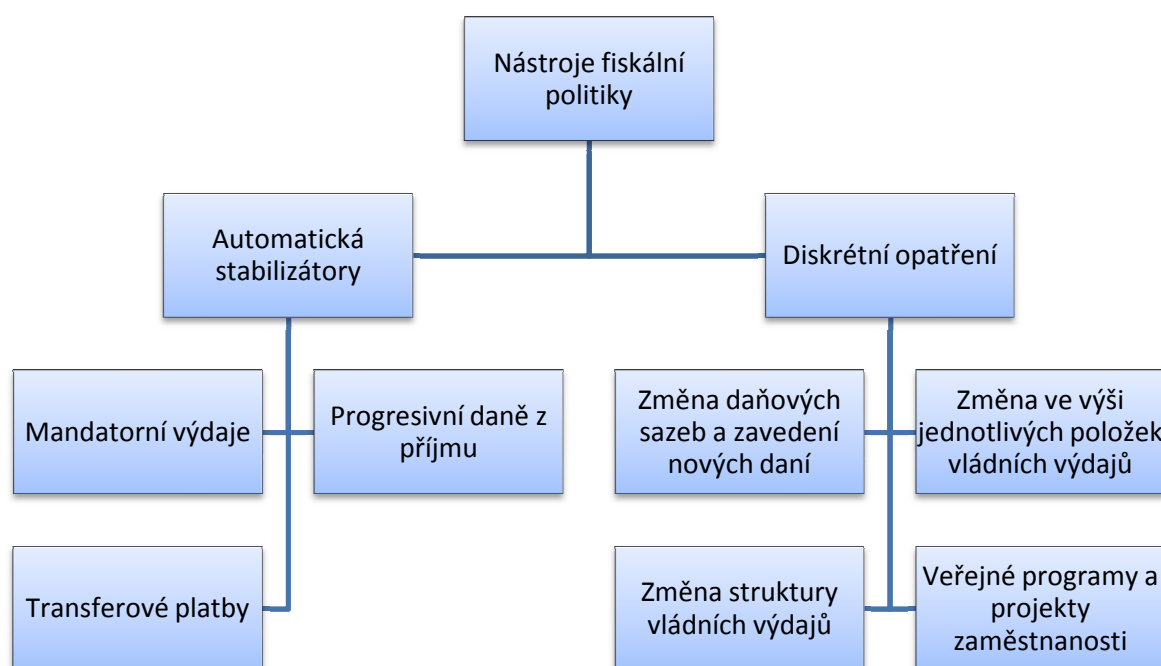 Nástroje fiskální
politiky
Automatická
stabilizátory
Diskrétní opatření
Mandatorní výdaje
Progresivní daně z
příjmu
Změna daňových
sazeb a zavedení
nových daní
Změna ve výši
jednotlivých položek
vládních výdajů
Transferové platby
Změna struktury
vládních výdajů
Veřejné programy a
projekty
zaměstnanosti